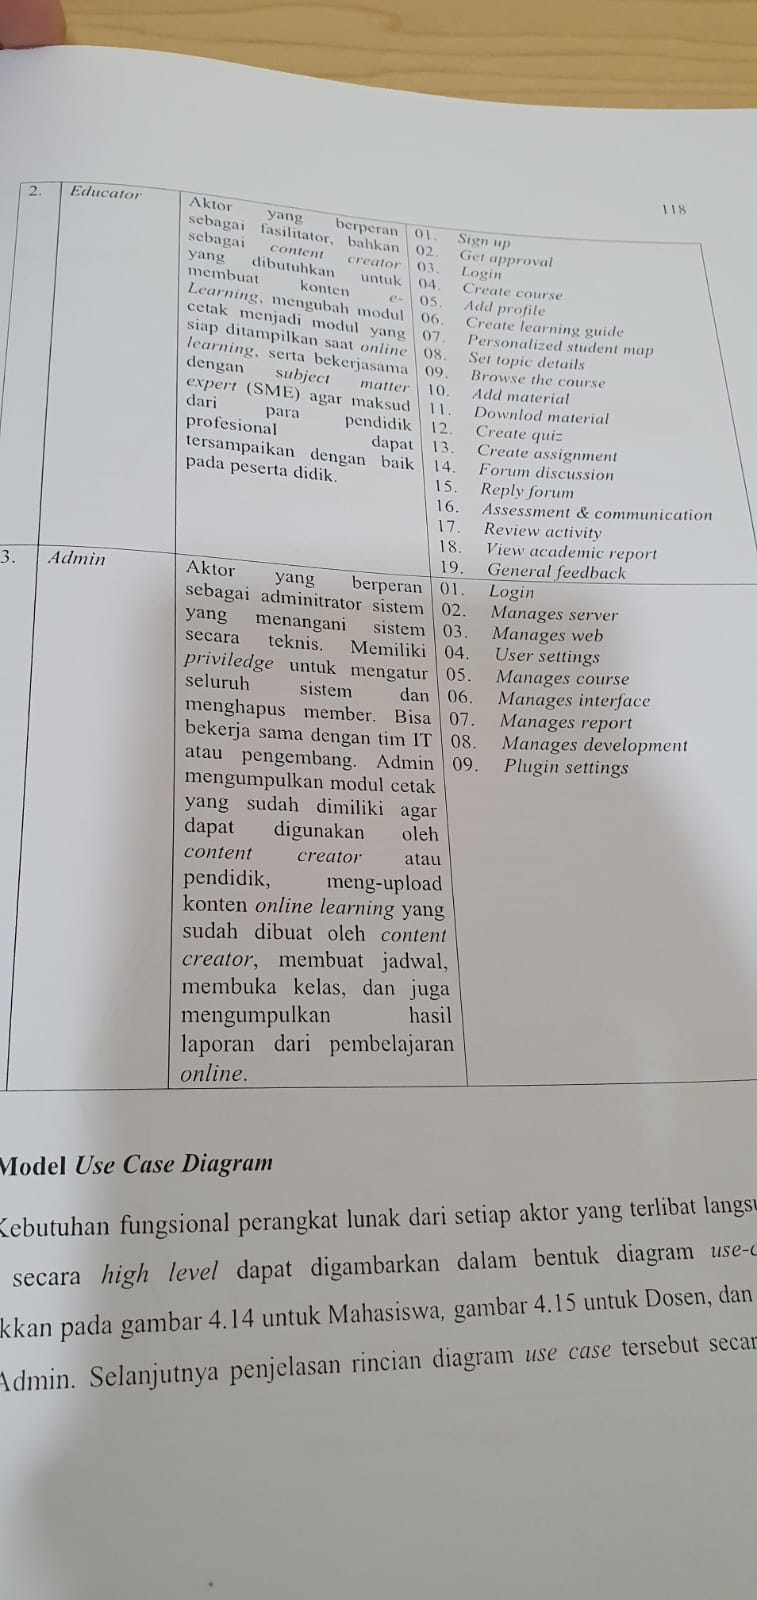 118
2. Educator
Aktor yang berperan
sebagai fasilitator, bahkan
sebagai content creator
yang dibutuhkan untuk
membuat konten e-
Learning, mengubah modul
cetak menjadi modul yang
siap ditampilkan saat online
learning, serta bekerjasama
dengan subject matter
expert (SME) agar maksud
dari para pendidik
profesional dapat
tersampaikan dengan baik
pada peserta didik.
01. Sign up
02. Get approval
03. Login
04. Create course
05. Add profile
06. Create learning guide
07. Personalized student map
08. Set topic details
09. Browse the course
10. Add material
11. Downlod material
12. Create quiz
13. Create assignment
14. Forum discussion
15. Reply forum
16. Assessment & communication
17. Review activity
18. View academic report
19. General feedback
3. Admin
Aktor yang berperan
sebagai adminitrator sistem
yang menangani sistem
secara teknis. Memiliki
priviledge untuk mengatur
seluruh sistem dan
menghapus member. Bisa
bekerja sama dengan tim IT
atau pengembang. Admin
mengumpulkan modul cetak
yang sudah dimiliki agar
dapat digunakan oleh
content creator atau
pendidik, meng-upload
konten online learning yang
sudah dibuat oleh content
creator, membuat jadwal,
membuka kelas, dan juga
mengumpulkan hasil
laporan dari pembelajaran
online.
01. Login
02. Manages server
03. Manages web
04. User settings
05. Manages course
06. Manages interface
07. Manages report
08. Manages development
09. Plugin settings
Model Use Case Diagram
Kebutuhan fungsional perangkat lunak dari setiap aktor yang terlibat
secara high level dapat digambarkan dalam bentuk diagram
pada gambar 4.14 untuk Mahasiswa, gambar 4.15 untuk Dosen, dan
Admin. Selanjutnya penjelasan rincian diagram use case tersebut